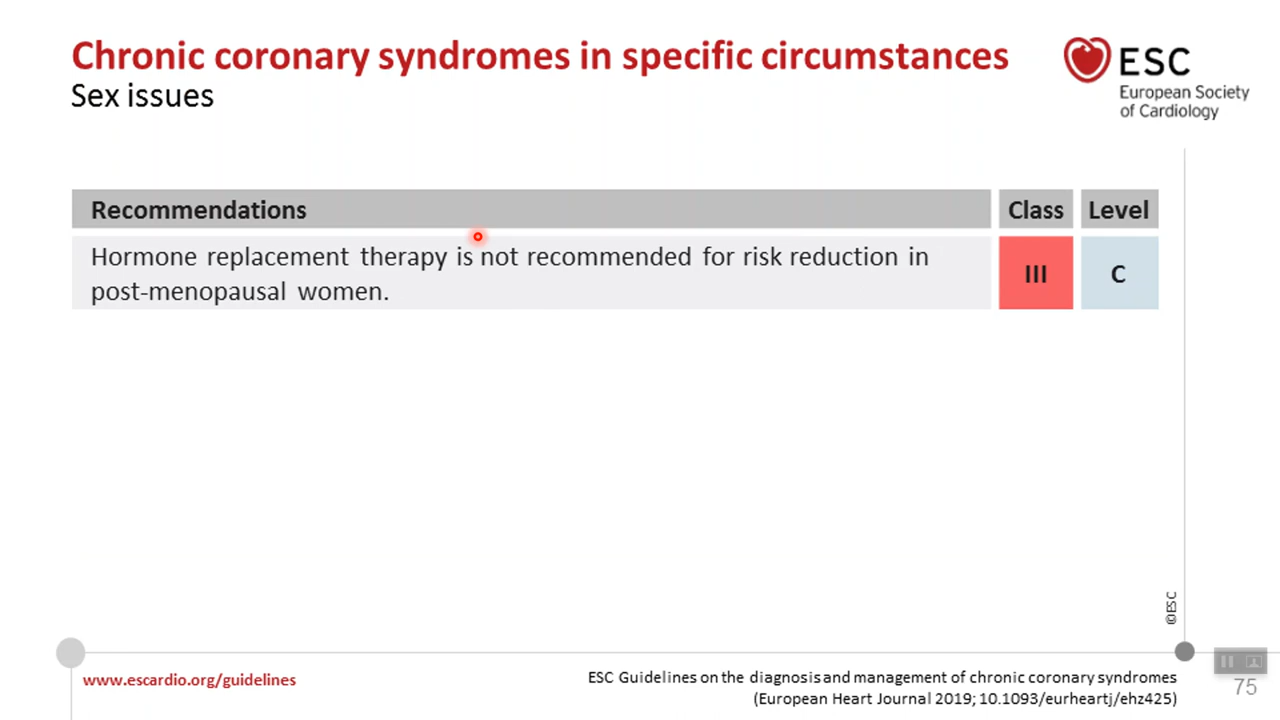 Chronic coronary syndromes in specific circumstances
Sex issues
ESC
European Society
of Cardiology
Recommendations
Class
Level
Hormone replacement therapy is not recommended for risk reduction in
post-menopausal women.
III
C
©ESC
www.escardio.org/guidelines
ESC Guidelines on the diagnosis and management of chronic coronary syndromes
(European Heart Journal 2019; 10.1093/eurheartj/ehz425)
75